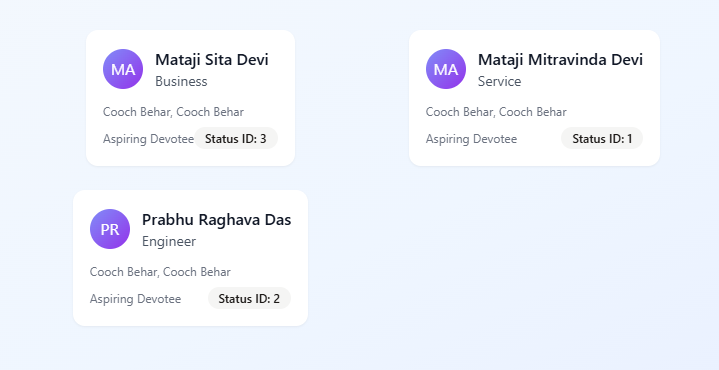 MA
Mataji Sita Devi
Business
Cooch Behar, Cooch Behar
Aspiring Devotee Status ID: 3
MA
Mataji Mitravinda Devi
Service
Cooch Behar, Cooch Behar
Aspiring Devotee Status ID: 1
PR
Prabhu Raghava Das
Engineer
Cooch Behar, Cooch Behar
Aspiring Devotee Status ID: 2